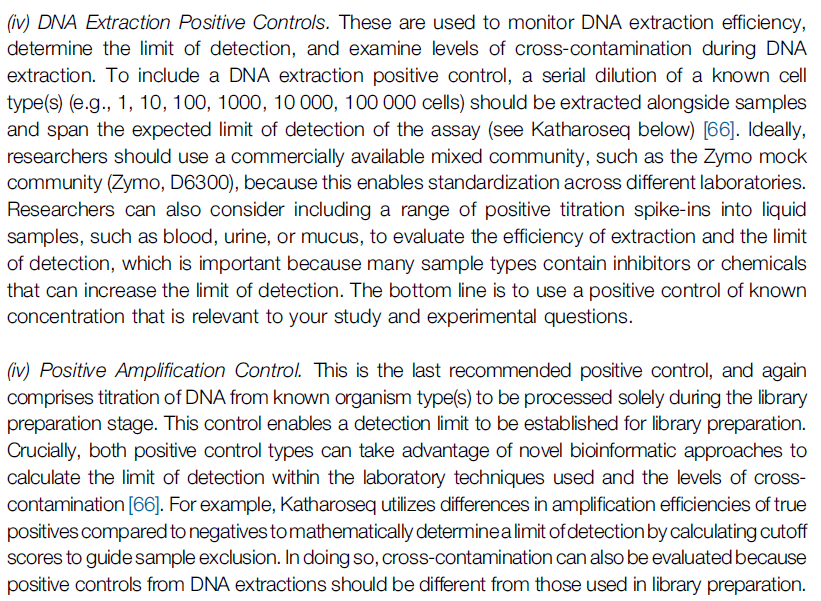 (iv) DNA Extraction Positive Controls. These are used to monitor DNA extraction efficiency,
determine the limit of detection, and examine levels of cross-contamination during DNA
extraction. To include a DNA extraction positive control, a serial dilution of a known cell
type(s) (e.g., 1, 10, 100, 1000, 10 000, 100 000 cells) should be extracted alongside samples
and span the expected limit of detection of the assay (see Katharoseq below) [66]. Ideally,
researchers should use a commercially available mixed community, such as the Zymo mock
community (Zymo, D6300), because this enables standardization across different laboratories.
Researchers can also consider including a range of positive titration spike-ins into liquid
samples, such as blood, urine, or mucus, to evaluate the efficiency of extraction and the limit
of detection, which is important because many sample types contain inhibitors or chemicals
that can increase the limit of detection. The bottom line is to use a positive control of known
concentration that is relevant to your study and experimental questions.
(iv) Positive Amplification Control. This is the last recommended positive control, and again
comprises titration of DNA from known organism type(s) to be processed solely during the library
preparation stage. This control enables a detection limit to be established for library preparation.
Crucially, both positive control types can take advantage of novel bioinformatic approaches to
calculate the limit of detection within the laboratory techniques used and the levels of cross-
contamination [66]. For example, Katharoseq utilizes differences in amplification efficiencies of true
positives compared to negatives to mathematically determine a limit of detection by calculating cutoff
scores to guide sample exclusion. In doing so, cross-contamination can also be evaluated because
positive controls from DNA extractions should be different from those used in library preparation.